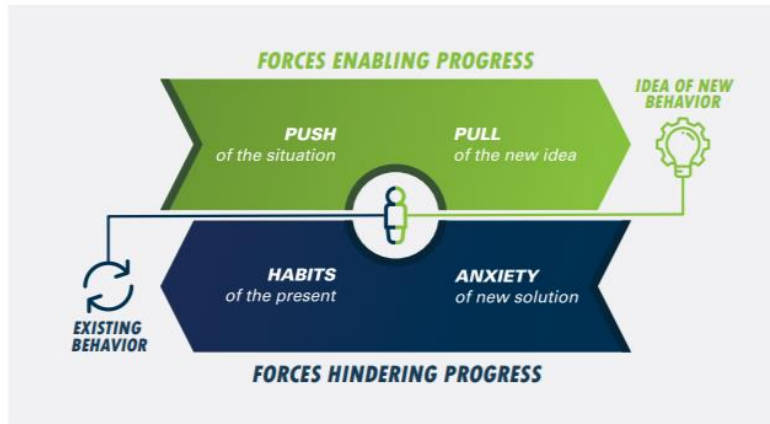 FORCES ENABLING PROGRESS
IDEA OF NEW
BEHAVIOR
PUSH
of the situation
PULL
of the new idea
HABITS
of the present
ANXIETY
of new solution
EXISTING
BEHAVIOR
FORCES HINDERING PROGRESS